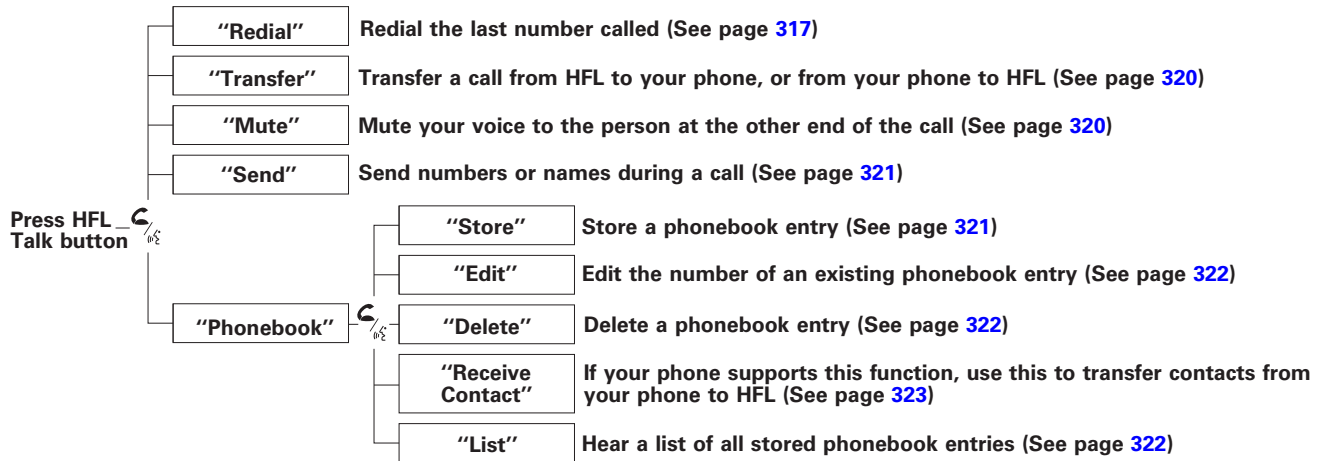 ‘‘Redial’’ Redial the last number called (See page 317)
‘‘Transfer’’ Transfer a call from HFL to your phone, or from your phone to HFL (See page 320)
‘‘Mute’’ Mute your voice to the person at the other end of the call (See page 320)
‘‘Send’’ Send numbers or names during a call (See page 321)
Press HFL
Talk button
‘‘Phonebook’’
‘‘Store’’ Store a phonebook entry (See page 321)
‘‘Edit’’ Edit the number of an existing phonebook entry (See page 322)
‘‘Delete’’ Delete a phonebook entry (See page 322)
‘‘Receive
Contact’’
If your phone supports this function, use this to transfer contacts from
your phone to HFL (See page 323)
‘‘List’’ Hear a list of all stored phonebook entries (See page 322)